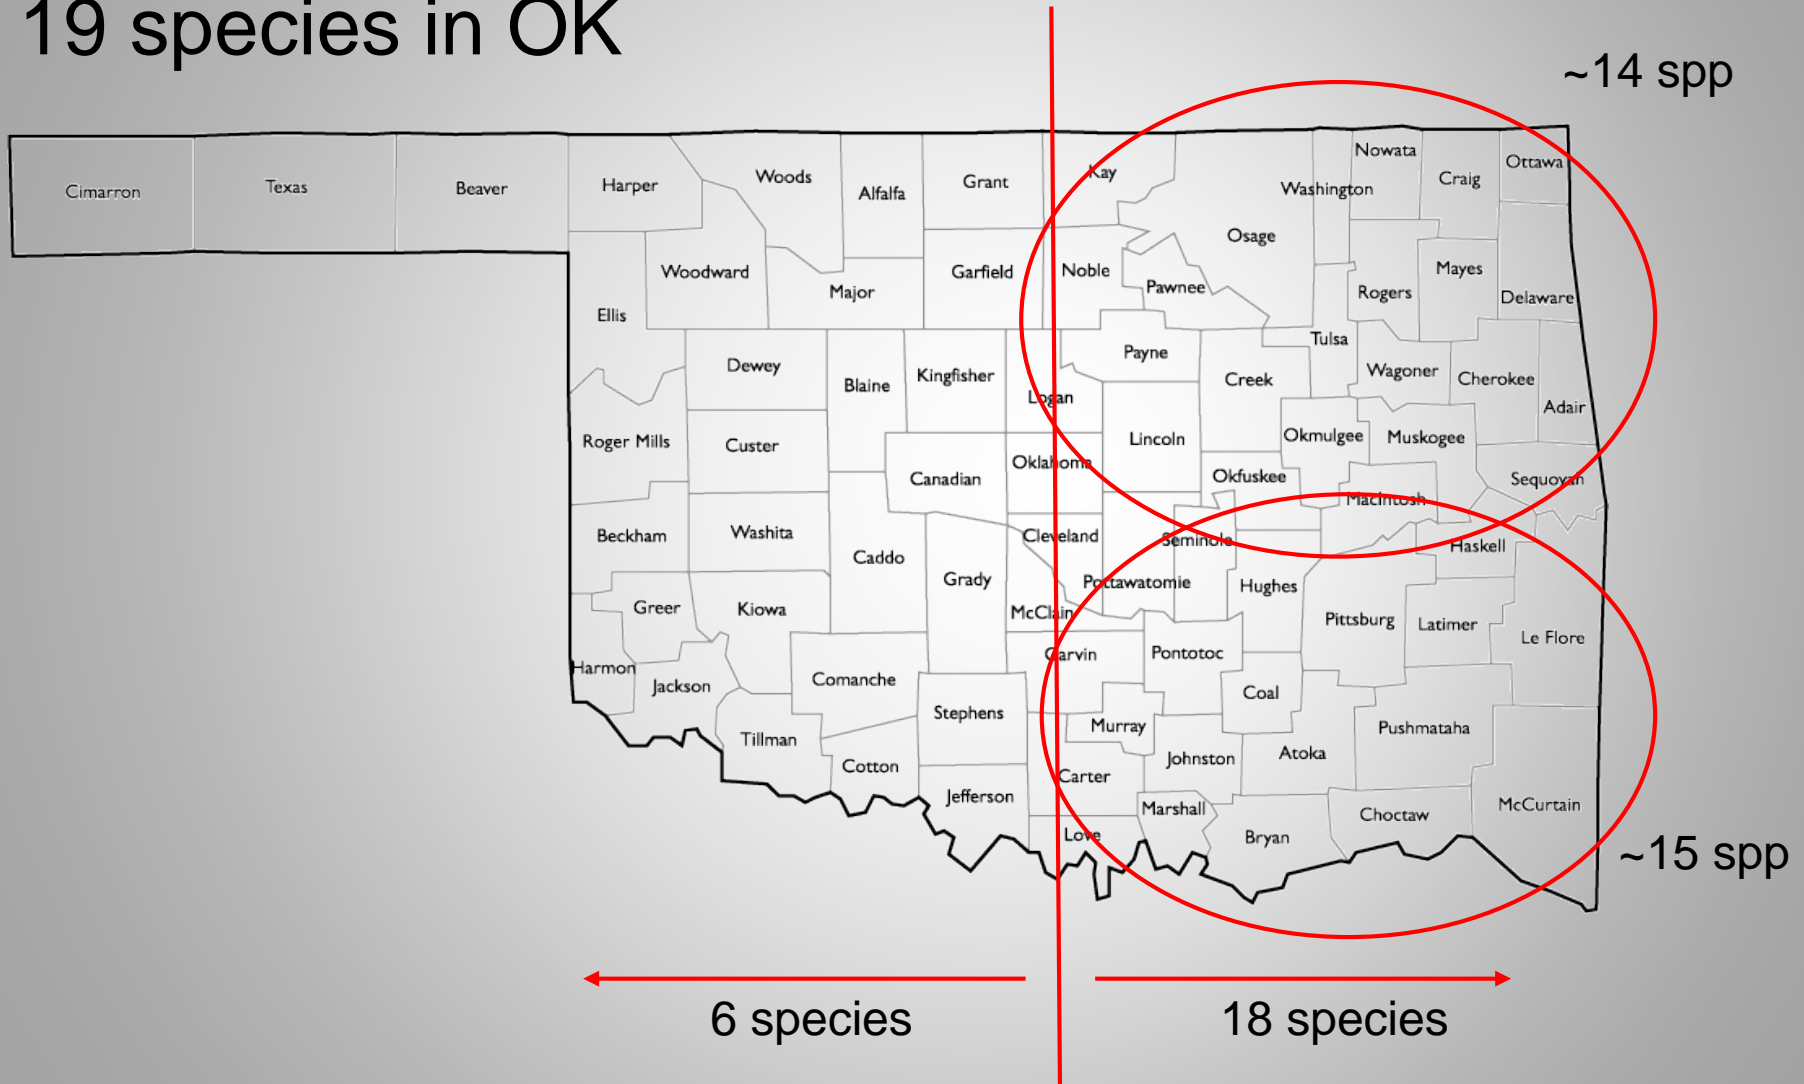 19 species in OK
~14 spp
Nowata
Ottawa
Kay
Woods
Craig
Grant
Harper
Texas
Beaver
Washington
Cimarron
Alfalfa
Osage
Mayes
Noble
Woodward
Garfield
Pawnee
Major
Rogers
Delaware
Ellis
Tulsa
Payne
Dewey
Wagoner
Kingfisher
Cherokee
Creek
Blaine
Logan
Adair
Okmulgee
Muskogee
Lincoln
Roger Mills
Custer
Oklahoma
Okfuskee
Canadian
Sequoyah
MacIntosh
Washita
Beckham
Cleveland
Seminole
Haskell
Caddo
Grady
Pottawatomie
Hughes
Greer
Kiowa
McClain
Pittsburg
Latimer
Le Flore
Garvin
Pontotoc
Harmon
Comanche
Jackson
Coal
Stephens
Murray
Pushmataha
Tillman
Atoka
Johnston
Cotton
Carter
Jefferson
McCurtain
Marshall
Choctaw
Love
Bryan
~15 spp
6 species
18 species